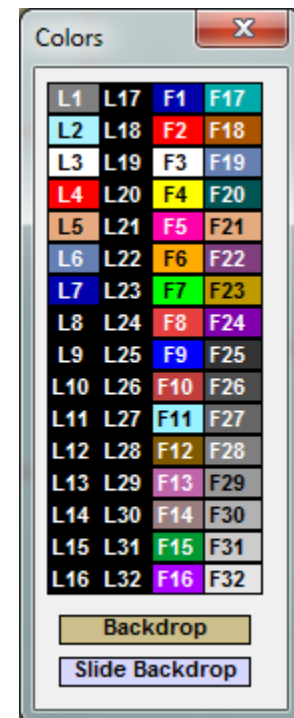 Colors
L1 L17 F1 F17
L2 L18 F2 F18
L3 L19 F3 F19
L4 L20 F4 F20
L5 L21 F5 F21
L6 L22 F6 F22
L7 L23 F7 F23
L8 L24 F8 F24
L9 L25 F9 F25
L10 L26 F10 F26
L11 L27 F11 F27
L12 L28 F12 F28
L13 L29 F13 F29
L14 L30 F14 F30
L15 L31 F15 F31
L16 L32 F16 F32
Backdrop
Slide Backdrop